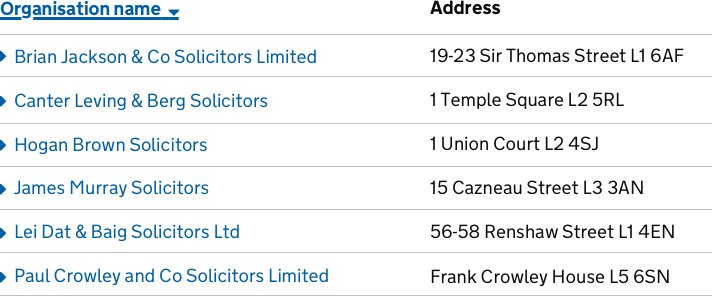 Organisation name Address
Brian Jackson & Co Solicitors Limited 19-23 Sir Thomas Street L1 6AF
Canter Leving & Berg Solicitors 1 Temple Square L2 5RL
Hogan Brown Solicitors 1 Union Court L2 4SJ
James Murray Solicitors 15 Cazneau Street L3 3AN
Lei Dat & Baig Solicitors Ltd 56-58 Renshaw Street L1 4EN
Paul Crowley and Co Solicitors Limited Frank Crowley House L5 6SN